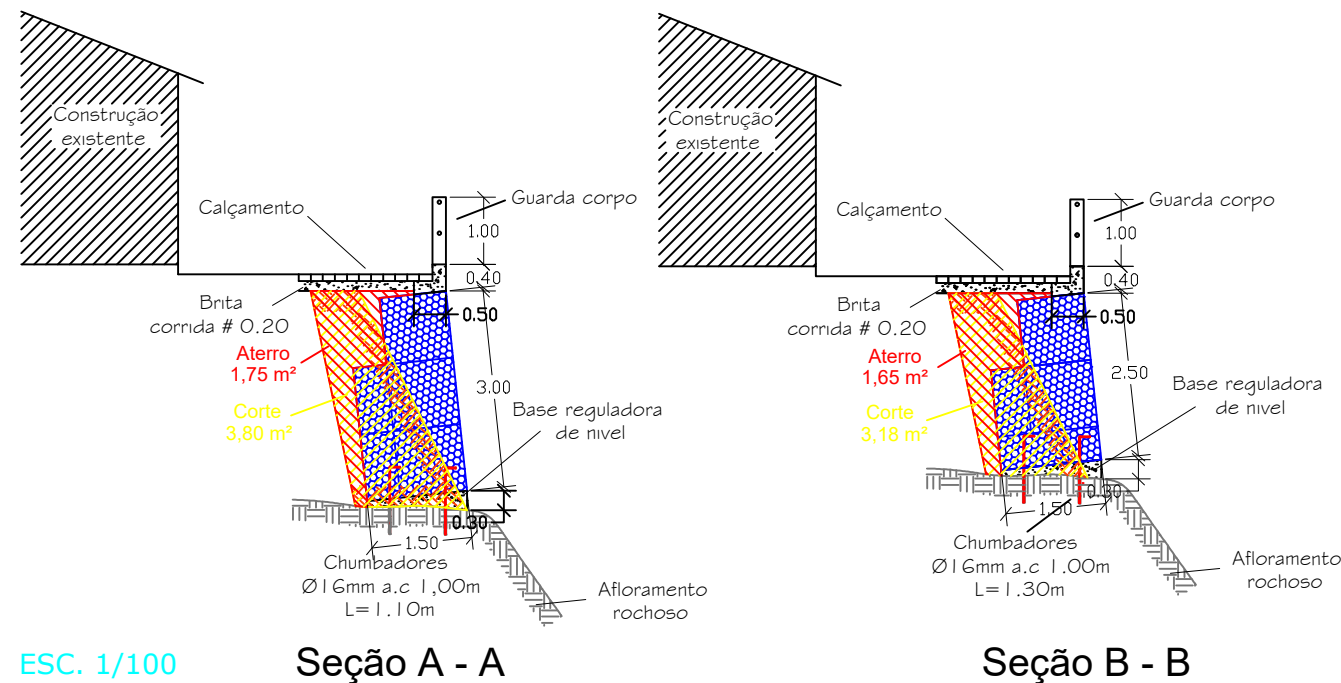 Construção
existente
Calçamento
Guarda corpo
1.00
0.40
Brita
corrida # 0.20
0.50
Aterro
1,75 m²
3.00
Corte
3,80 m²
Base reguladora
de nivel
0.30
1.50
Chumbadores
Ø16mm a.c 1,00m
L=1.10m
Afloramento
rochoso
Construção
existente
Calçamento
Guarda corpo
1.00
0.40
Brita
corrida # 0.20
0.50
Aterro
1,65 m²
2.50
Corte
3,18 m²
Base reguladora
de nivel
0.30
1.50
Chumbadores
Ø16mm a.c 1.00m
L=1.30m
Afloramento
rochoso
ESC. 1/100
Seção A - A
Seção B - B